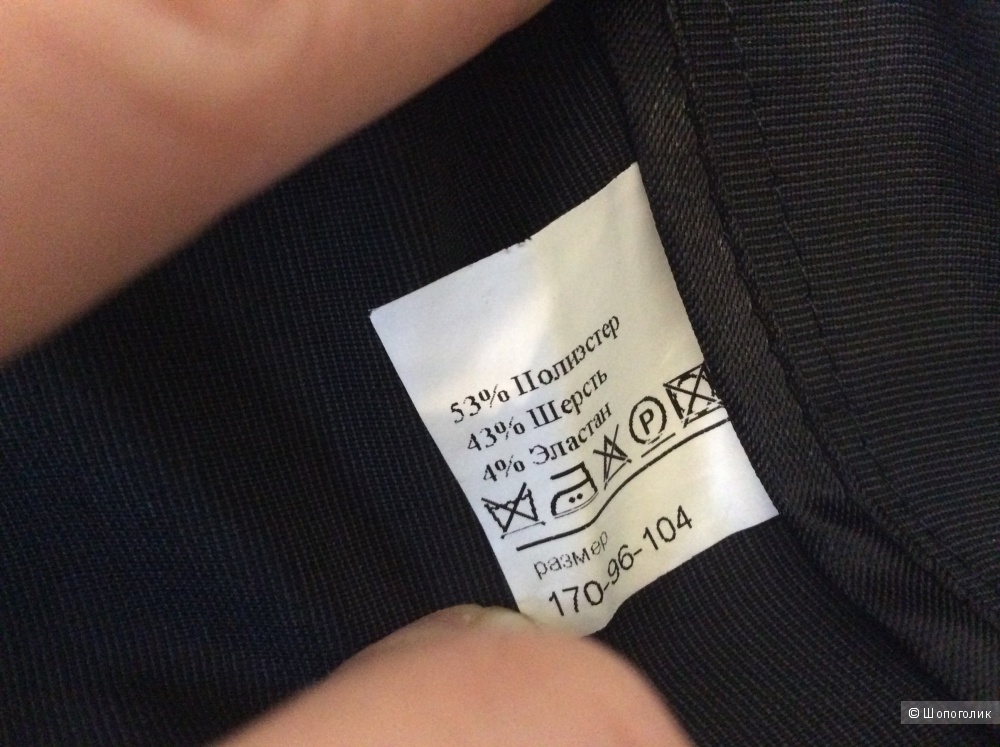 53% Полиэстер
43% Шерсть
4% Эластан
P
размер
170-96-104
© Шопоголик